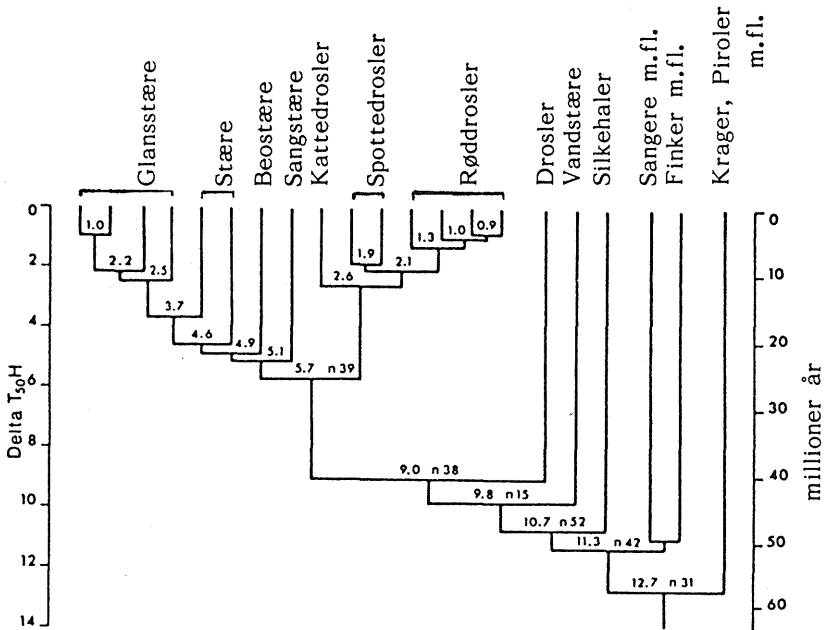 Glansstære
Stære
Beostære
Sangstære
Kattedrosler
Spottedrosler
Røddrosler
Drosler
Vandstære
Silkehaler
Sangere m.fl.
Finker m.fl.
Krager, Piroler
m.fl.
Delta T50H
0
2
4
6
8
10
12
14
1.0
2.2
2.5
3.7
4.6
4.9
5.1
5.7 n 39
2.6
1.9
2.1
1.3
1.0
0.9
9.0 n 38
9.8 n 15
10.7 n 52
11.3 n 42
12.7 n 31
0
10
20
30
40
50
60
millioner år